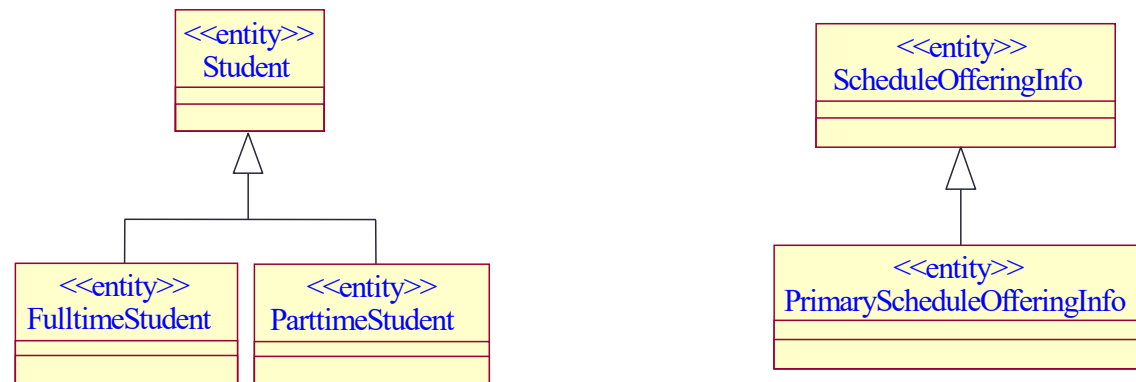 <<entity>>
Student
<<entity>>
ScheduleOfferingInfo
<<entity>>
FulltimeStudent
<<entity>>
ParttimeStudent
<<entity>>
PrimaryScheduleOfferingInfo